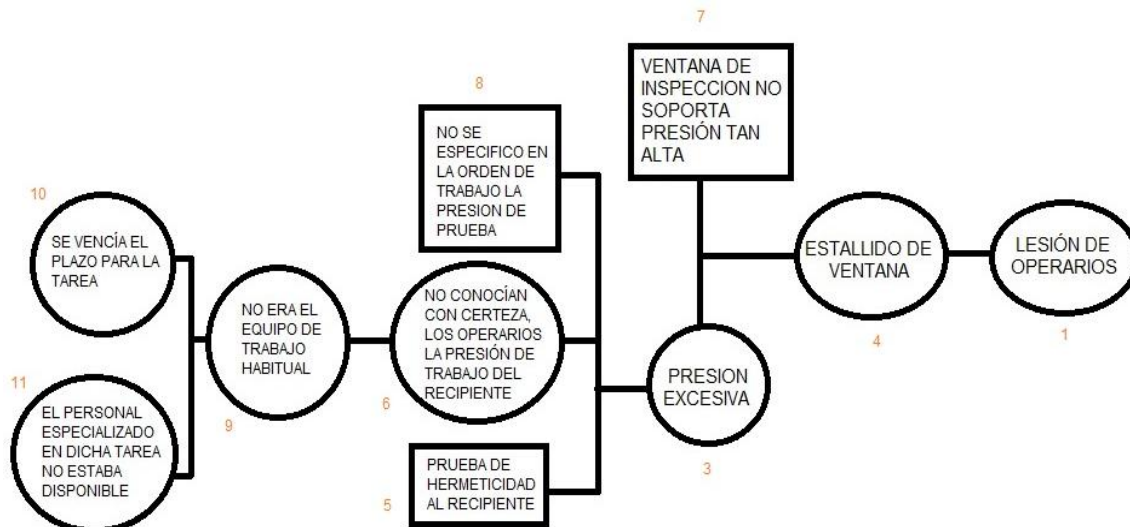 7
VENTANA DE
INSPECCION NO
SOPORTA
PRESIÓN TAN
ALTA
8
NO SE
ESPECIFICO EN
LA ORDEN DE
TRABAJO LA
PRESION DE
PRUEBA
10
SE VENCÍA EL
PLAZO PARA LA
TAREA
ESTALLIDO DE
VENTANA
4
LESIÓN DE
OPERARIOS
1
NO ERA EL
EQUIPO DE
TRABAJO
HABITUAL
9
NO CONOCÍAN
CON CERTEZA,
LOS OPERARIOS
LA PRESIÓN DE
TRABAJO DEL
RECIPIENTE
6
PRESION
EXCESIVA
3
11
EL PERSONAL
ESPECIALIZADO
EN DICHA TAREA
NO ESTABA
DISPONIBLE
5
PRUEBA DE
HERMETICIDAD
AL RECIPIENTE